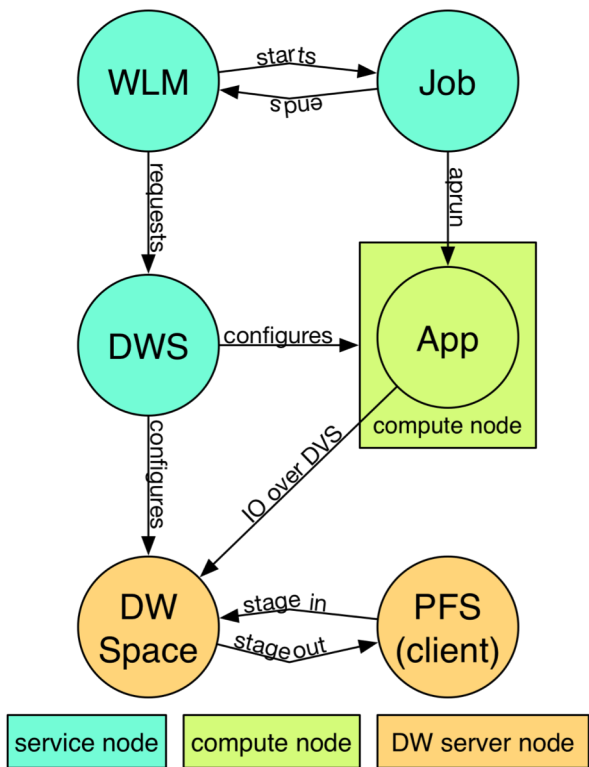 WLM
starts
Job
ends
requests
aprun
DWS
configures
App
compute node
configures
IO over DVS
DW
Space
stage in
stage out
PFS
(client)
service node
compute node
DW server node